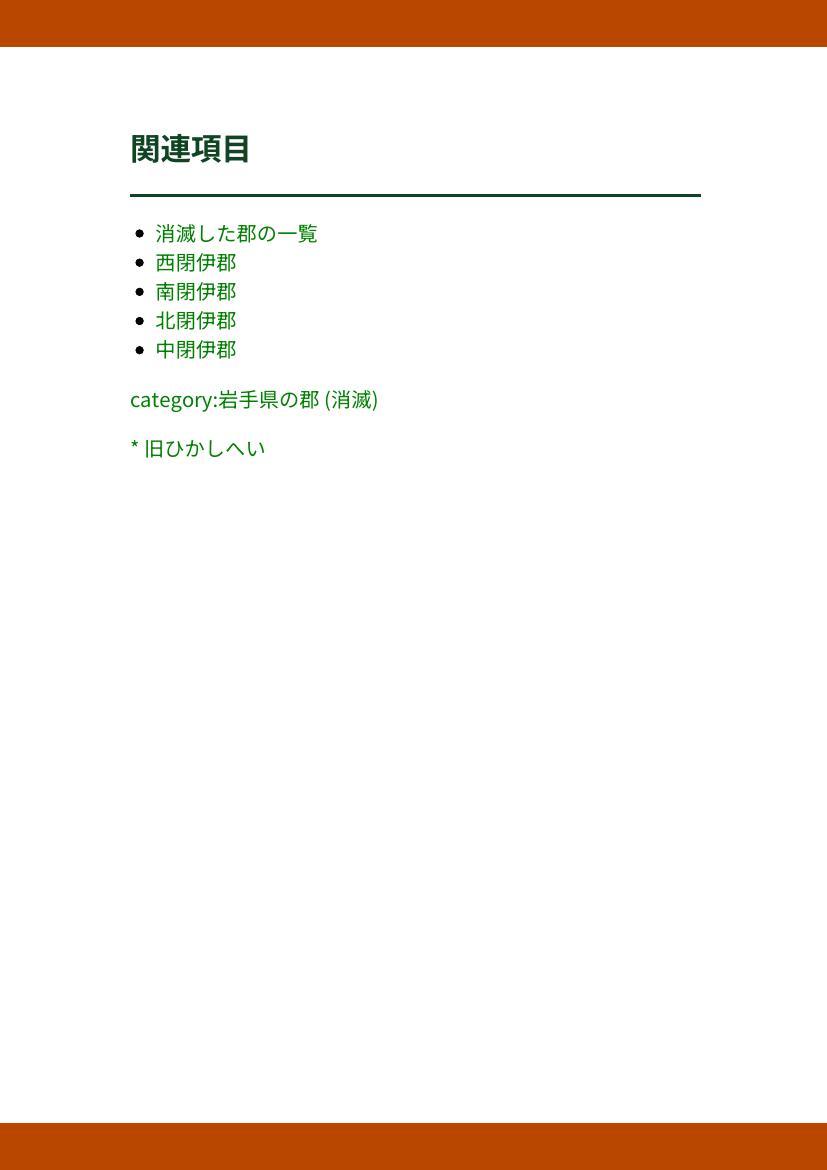 関連項目
消滅した郡の一覧
西閉伊郡
南閉伊郡
北閉伊郡
中閉伊郡
category:岩手県の郡 (消滅)
* 旧ひかしへい